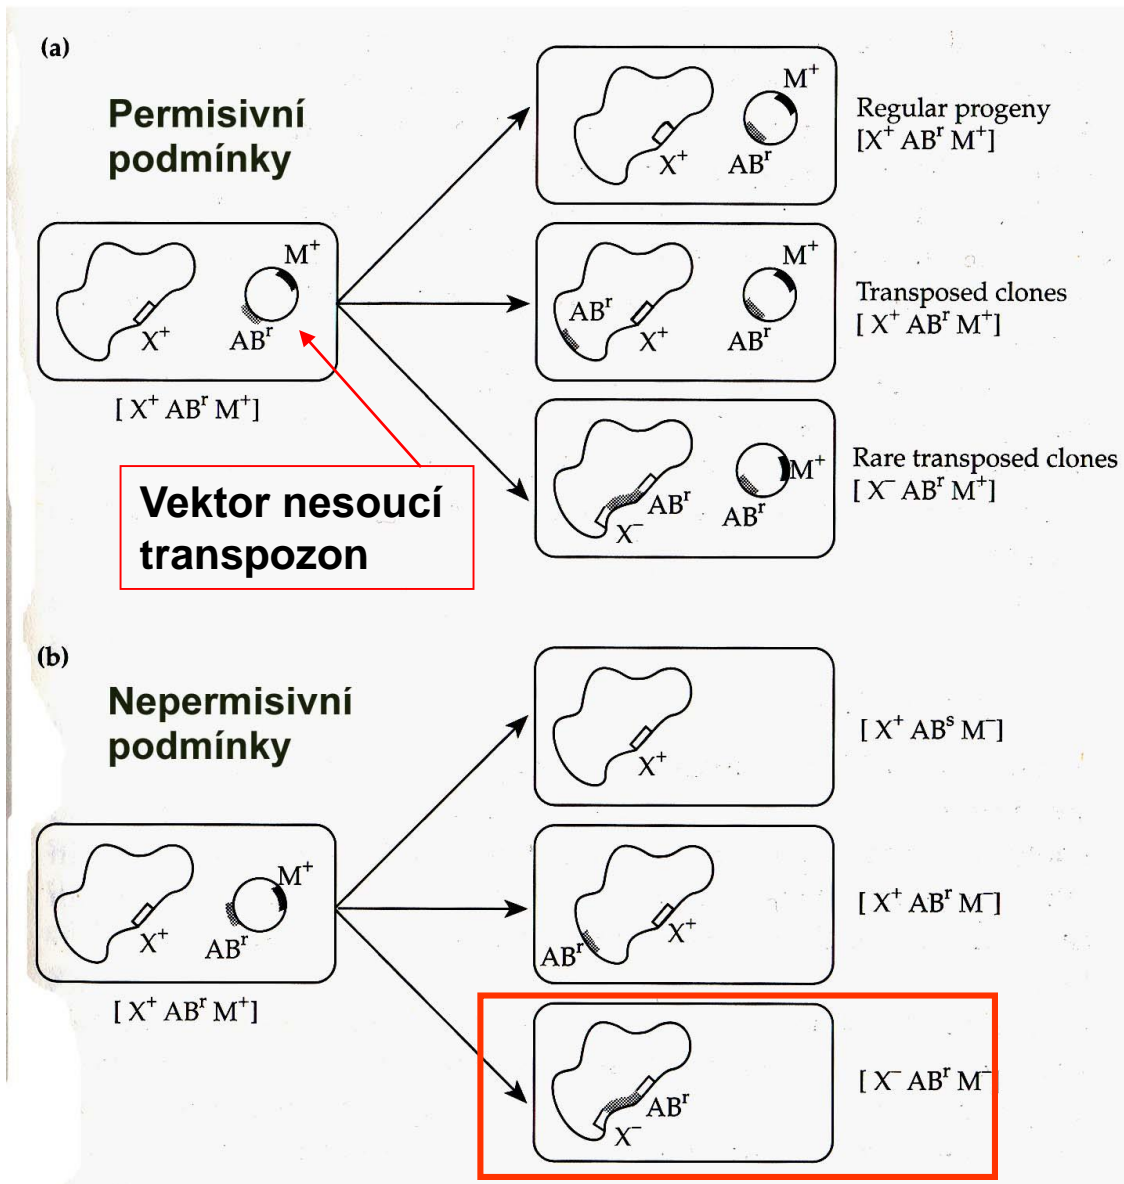 (a)
Permisivní
podmínky
X⁺
M⁺
ABʳ
[ X⁺ ABʳ M⁺]
Vektor nesoucí
transpozon
X⁺
M⁺
ABʳ
Regular progeny
[X⁺ ABʳ M⁺]
ABʳ
X⁺
M⁺
ABʳ
Transposed clones
[ X⁺ ABʳ M⁺]
ABʳ
X⁻
M⁺
ABʳ
Rare transposed clones
[ X⁻ ABʳ M⁺]
(b)
Nepermisivní
podmínky
X⁺
M⁺
ABʳ
[ X⁺ ABʳ M⁺]
X⁺
[ X⁺ ABˢ M⁻]
ABʳ
X⁺
[ X⁺ ABʳ M⁻]
ABʳ
X⁻
[ X⁻ ABʳ M⁻]